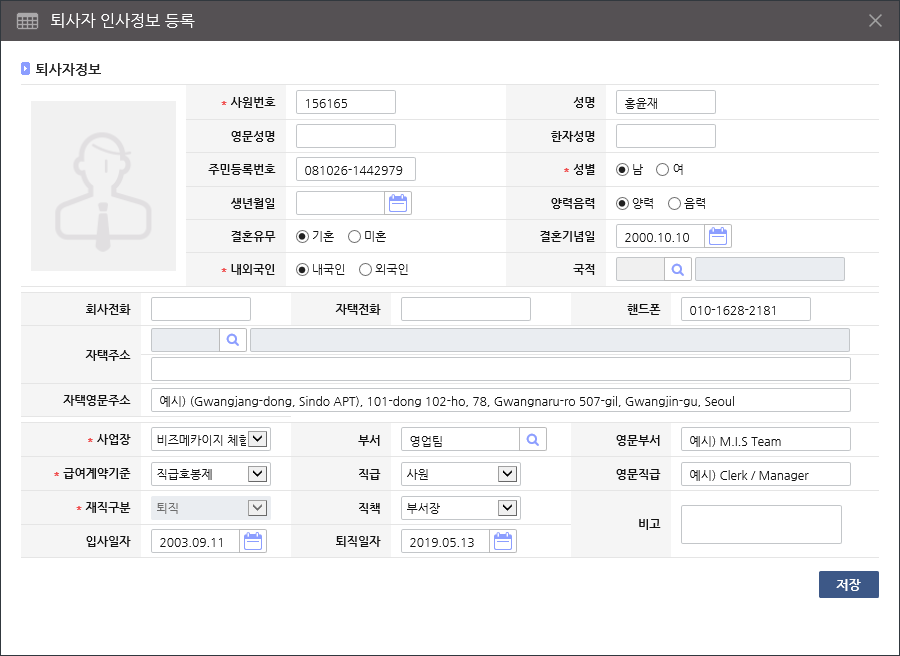 퇴사자 인사정보 등록
퇴사자정보
* 사원번호 156165 성명 홍윤재
영문성명 한자성명
주민등록번호 081026-1442979 * 성별 남 여
생년월일 양력음력 양력 음력
결혼유무 기혼 미혼 결혼기념일 2000.10.10
* 내외국인 내국인 외국인 국적
회사전화 자택전화 핸드폰 010-1628-2181
자택주소
자택영문주소 예시) (Gwangjang-dong, Sindo APT), 101-dong 102-ho, 78, Gwangnaru-ro 507-gil, Gwangjin-gu, Seoul
* 사업장 비즈메카이지 체험 부서 영업팀 영문부서 예시) M.I.S Team
* 급여계약기준 직급호봉제 직급 사원 영문직급 예시) Clerk / Manager
* 재직구분 퇴직 직책 부서장 비고
입사일자 2003.09.11 퇴직일자 2019.05.13
저장